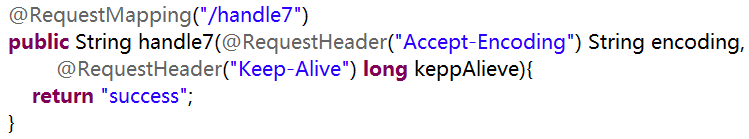 @RequestMapping("/handle7")
public String handle7(@RequestHeader("Accept-Encoding") String encoding,
@RequestHeader("Keep-Alive") long keppAlieve){
return "success";
}